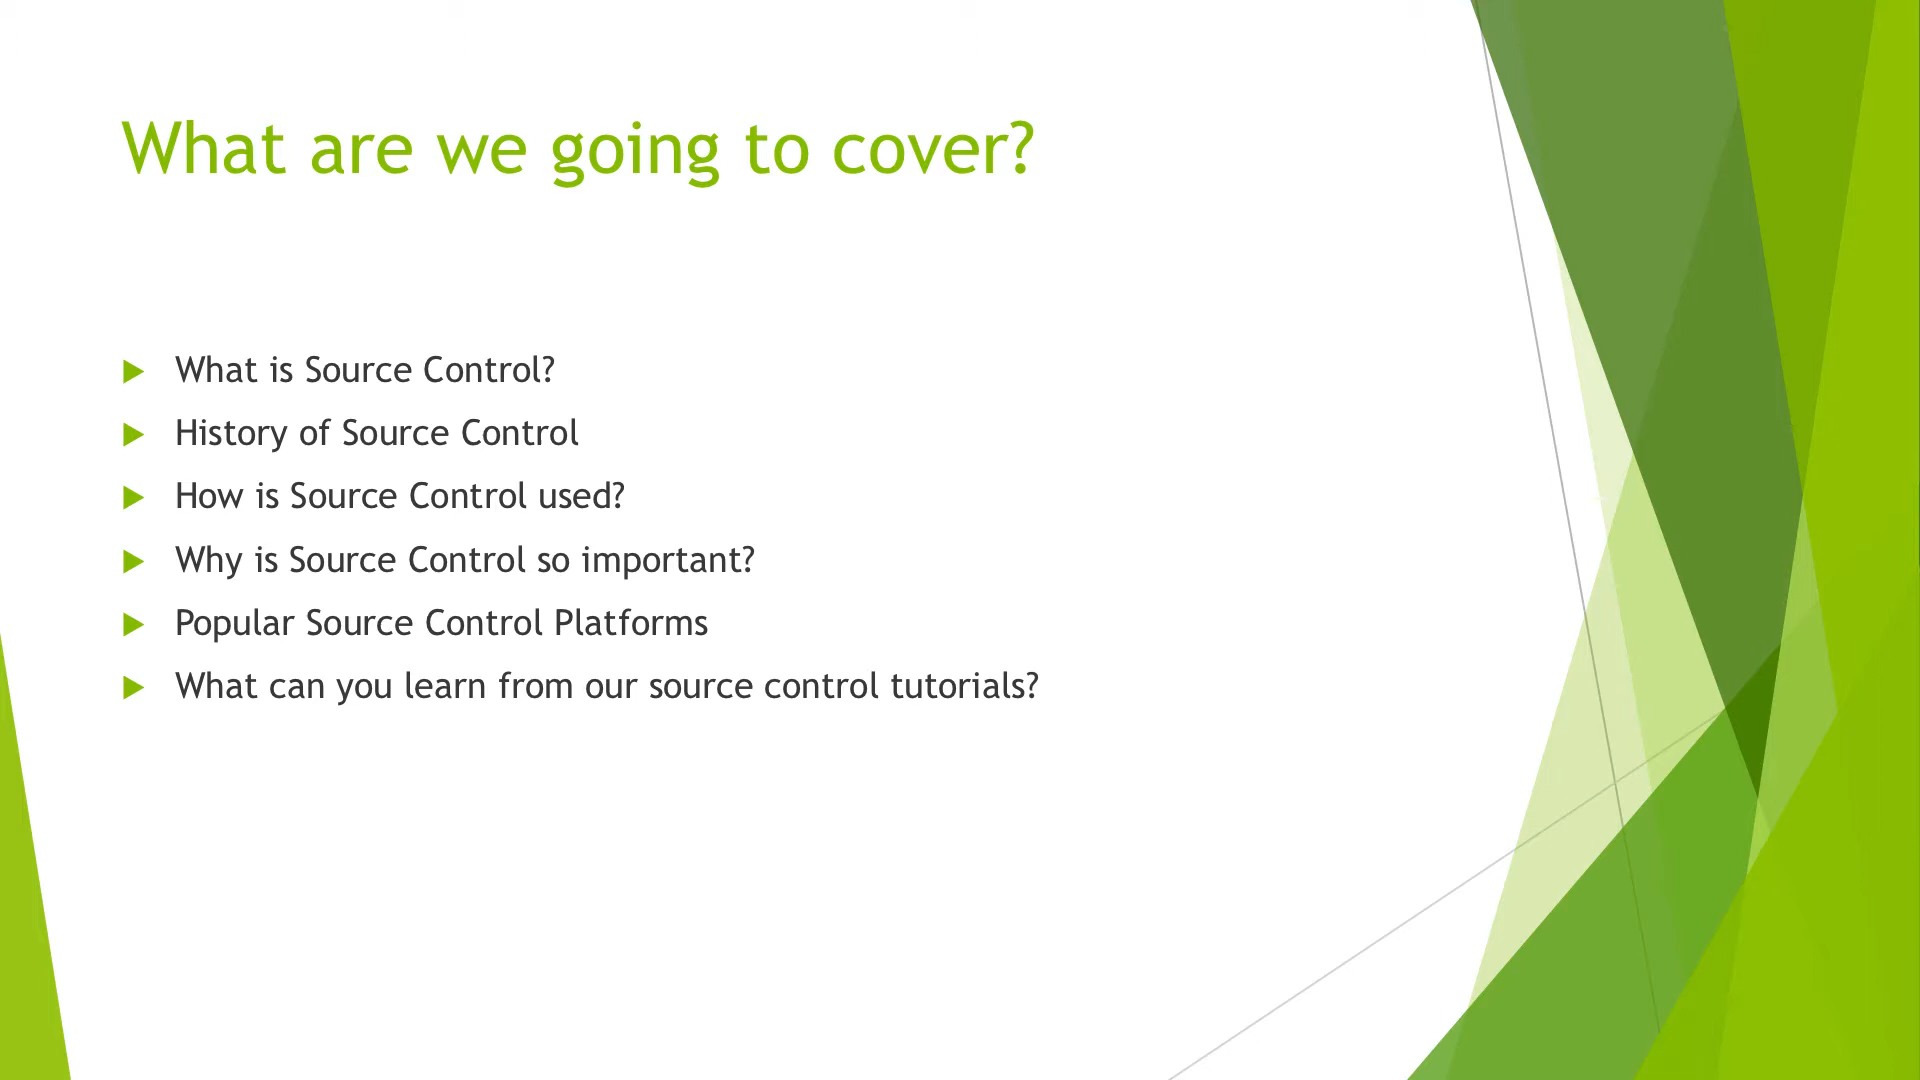 What are we going to cover?
What is Source Control?
History of Source Control
How is Source Control used?
Why is Source Control so important?
Popular Source Control Platforms
What can you learn from our source control tutorials?